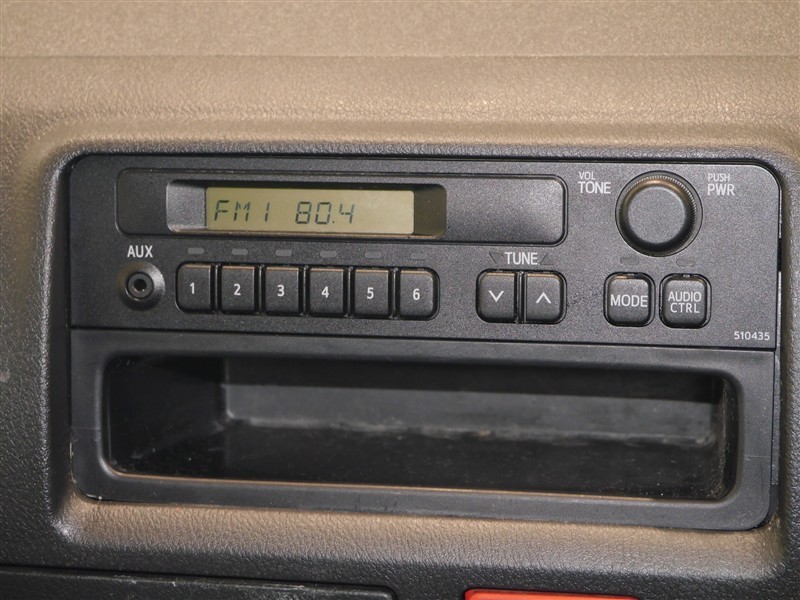 FM1 80.4
VOL
TONE
PUSH
PWR
AUX
1 2 3 4 5 6
TUNE
MODE
AUDIO
CTRL
510435